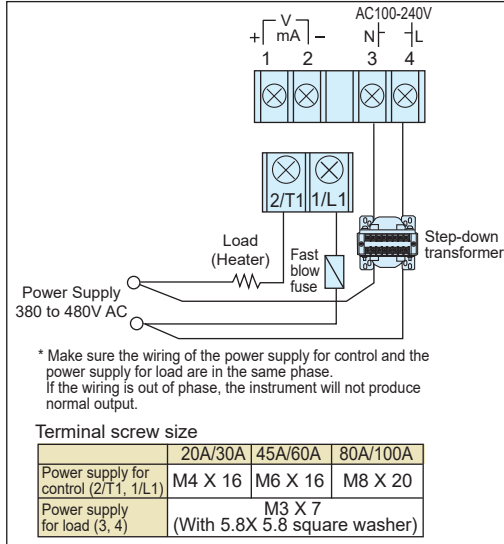 AC100-240V
V
+ mA −
N L
1 2 3 4
2/T1 1/L1
Step-down
transformer
Load
(Heater)
Fast
blow
fuse
Power Supply
380 to 480V AC
* Make sure the wiring of the power supply for control and the
power supply for load are in the same phase.
If the wiring is out of phase, the instrument will not produce
normal output.
Terminal screw size
20A/30A 45A/60A 80A/100A
Power supply for
control (2/T1, 1/L1) M4 X 16 M6 X 16 M8 X 20
Power supply
for load (3, 4)
M3 X 7
(With 5.8X 5.8 square washer)